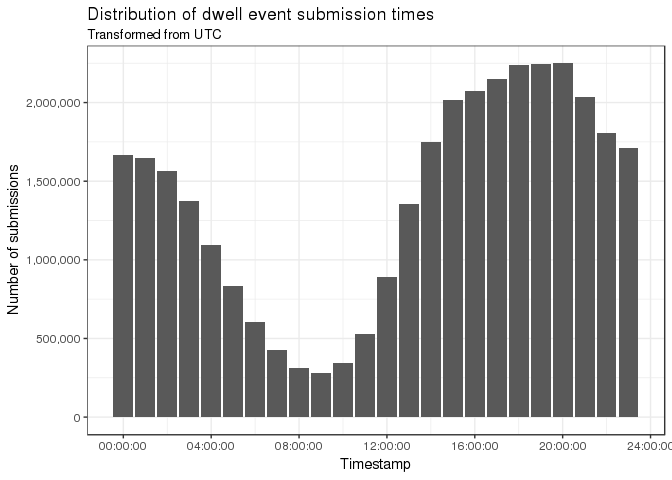 Distribution of dwell event submission times
Transformed from UTC
Number of submissions
2,000,000
1,500,000
1,000,000
500,000
0
00:00:00 04:00:00 08:00:00 12:00:00 16:00:00 20:00:00 24:00:00
Timestamp